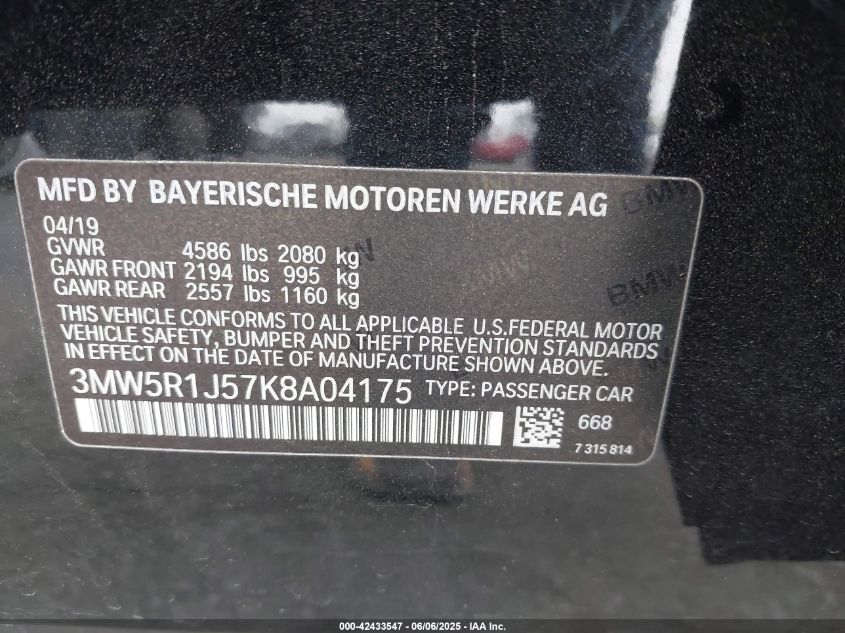 MFD BY BAYERISCHE MOTOREN WERKE AG
04/19
GVWR 4586 lbs 2080 kg
GAWR FRONT 2194 lbs 995 kg
GAWR REAR 2557 lbs 1160 kg
THIS VEHICLE CONFORMS TO ALL APPLICABLE U.S.FEDERAL MOTOR
VEHICLE SAFETY, BUMPER AND THEFT PREVENTION STANDARDS
IN EFFECT ON THE DATE OF MANUFACTURE SHOWN ABOVE.
3MW5R1J57K8A04175 TYPE: PASSENGER CAR
668
7 315 814
BMW
BMW
BMW
000-42433547 - 06/06/2025 - IAA Inc.